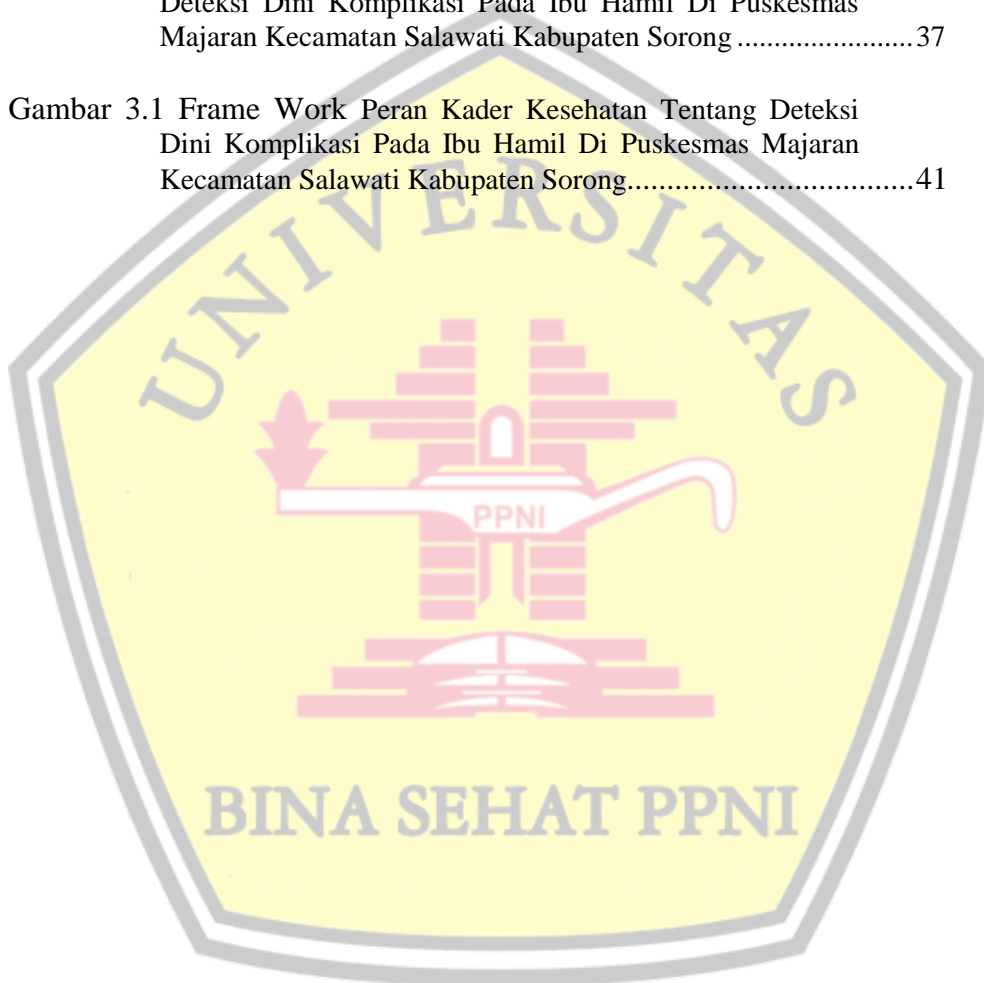 Deteksi Dini Komplikasi Pada Ibu Hamil Di Puskesmas
Majaran Kecamatan Salawati Kabupaten Sorong ........................37
Gambar 3.1 Frame Work Peran Kader Kesehatan Tentang Deteksi
Dini Komplikasi Pada Ibu Hamil Di Puskesmas Majaran
Kecamatan Salawati Kabupaten Sorong....................................41
UNIVERSITAS
PPNI
BINA SEHAT PPNI